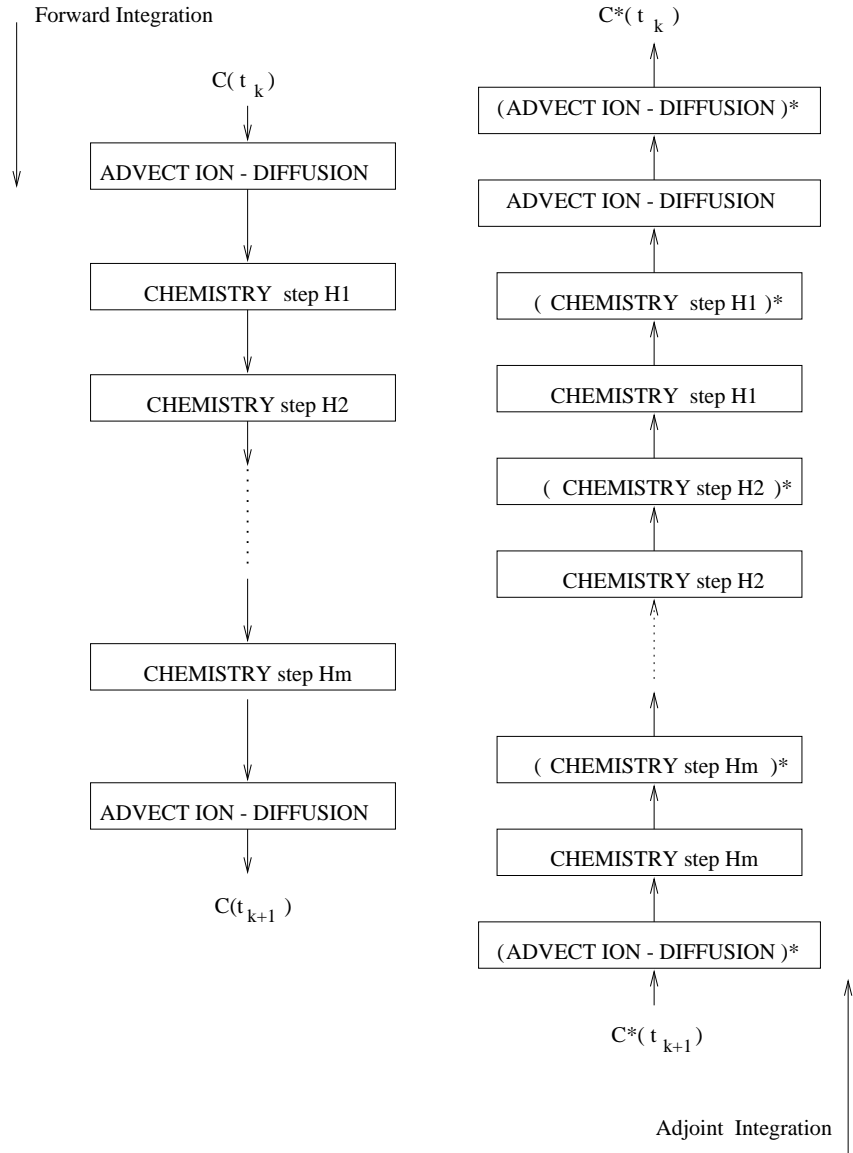 Forward Integration
C( t k )
ADVECT ION - DIFFUSION
CHEMISTRY step H1
CHEMISTRY step H2
CHEMISTRY step Hm
ADVECT ION - DIFFUSION
C(t k+1 )
C*( t k )
(ADVECT ION - DIFFUSION )*
ADVECT ION - DIFFUSION
( CHEMISTRY step H1 )*
CHEMISTRY step H1
( CHEMISTRY step H2 )*
CHEMISTRY step H2
( CHEMISTRY step Hm )*
CHEMISTRY step Hm
(ADVECT ION - DIFFUSION )*
C*( t k+1 )
Adjoint Integration